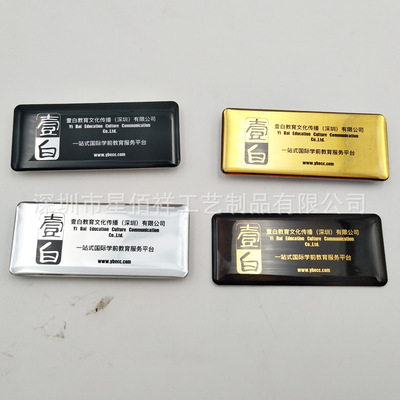 壹白
壹白教育文化传播（深圳）有限公司
Yi Bai Education Culture Communication
Co.,Ltd.
一站式国际学前教育服务平台
www.ybecc.com
壹白
壹白教育文化传播（深圳）有限公司
Yi Bai Education Culture Communication
Co.,Ltd.
一站式国际学前教育服务平台
www.ybecc.com
深圳市星佰祥工艺制品有限公司
壹白
壹白教育文化传播（深圳）有限公司
Yi Bai Education Culture Communication
Co.,Ltd.
一站式国际学前教育服务平台
www.ybecc.com
壹白
壹白教育文化传播（深圳）有限公司
Yi Bai Education Culture Communication
Co.,Ltd.
一站式国际学前教育服务平台
www.ybecc.com